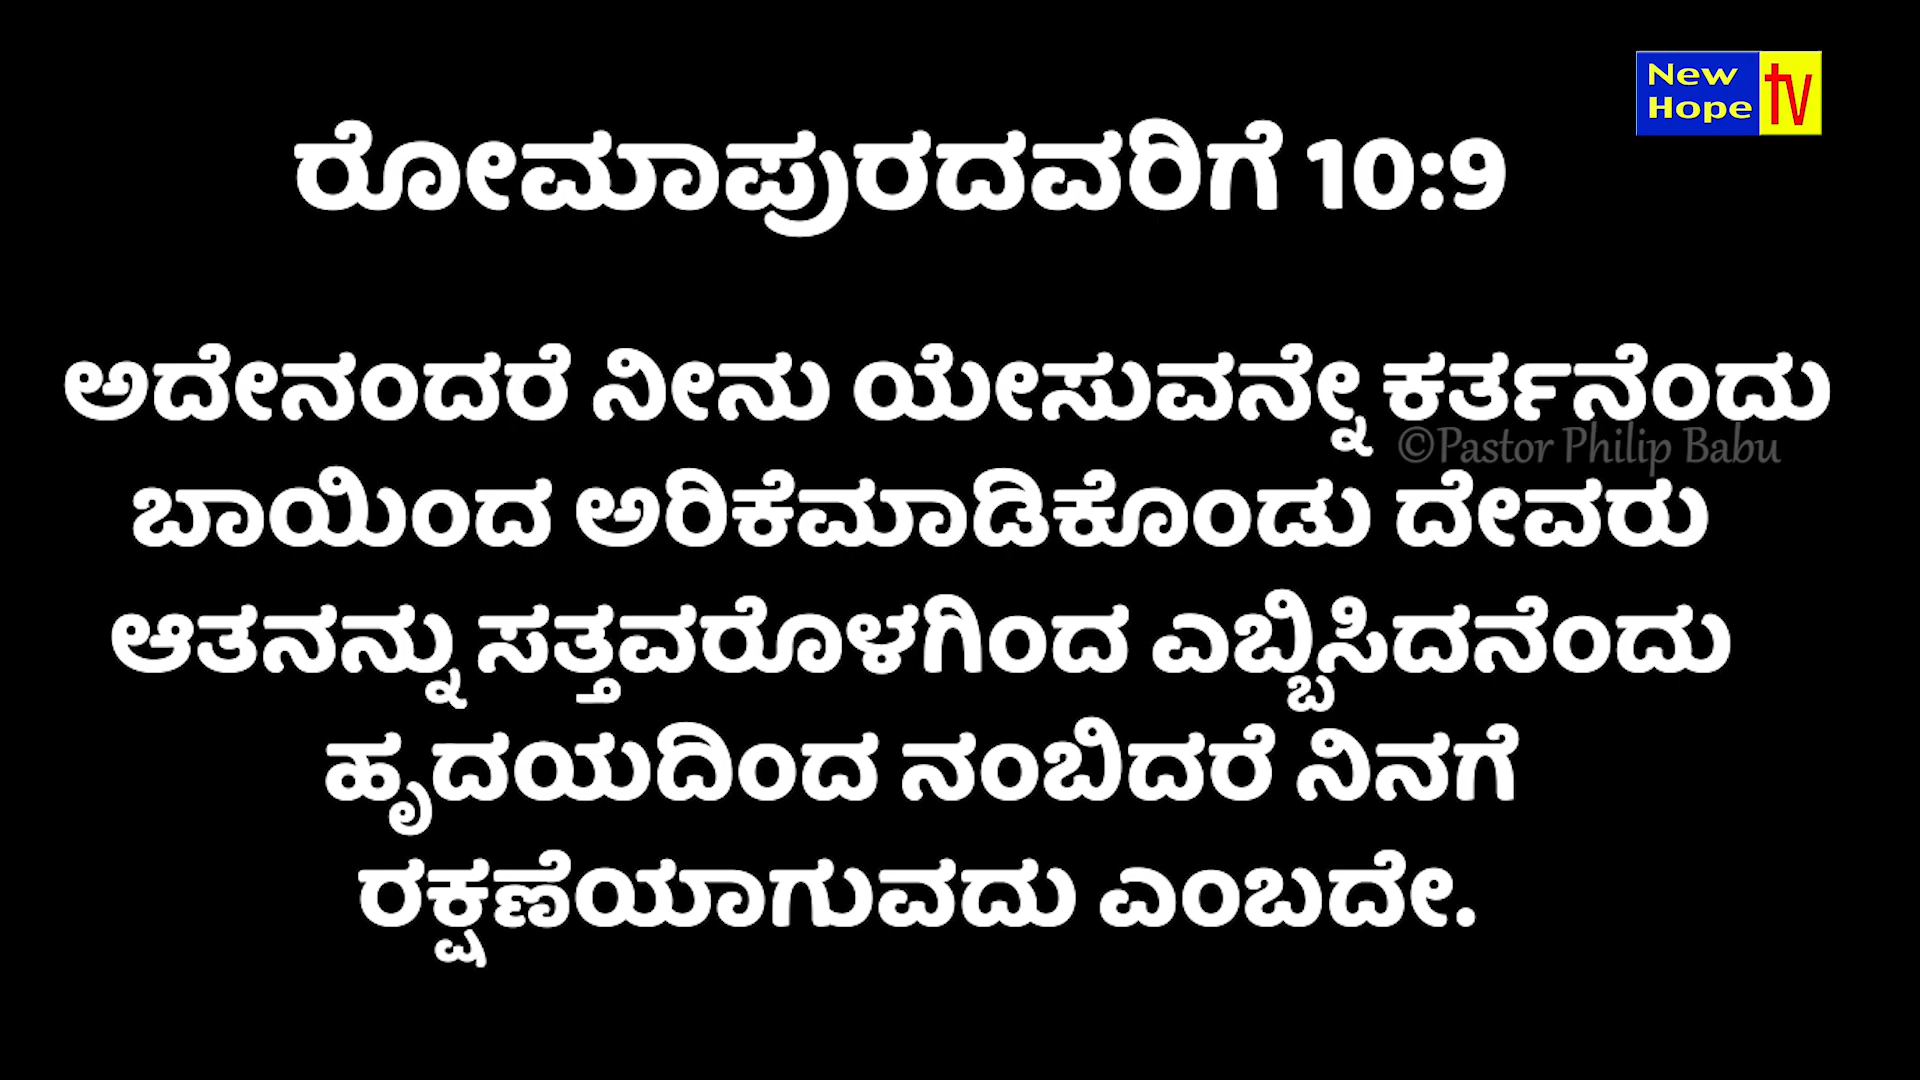 New
Hope tv
ರೋಮಾಪುರದವರಿಗೆ 10:9
ಅದೇನಂದರೆ ನೀನು ಯೇಸುವನ್ನೇ ಕರ್ತನೆಂದು
©Pastor Philip Babu
ಬಾಯಿಂದ ಅರಿಕೆಮಾಡಿಕೊಂಡು ದೇವರು
ಆತನನ್ನು ಸತ್ತವರೊಳಗಿಂದ ಎಬ್ಬಿಸಿದನೆಂದು
ಹೃದಯದಿಂದ ನಂಬಿದರೆ ನಿನಗೆ
ರಕ್ಷಣೆಯಾಗುವದು ಎಂಬದೇ.